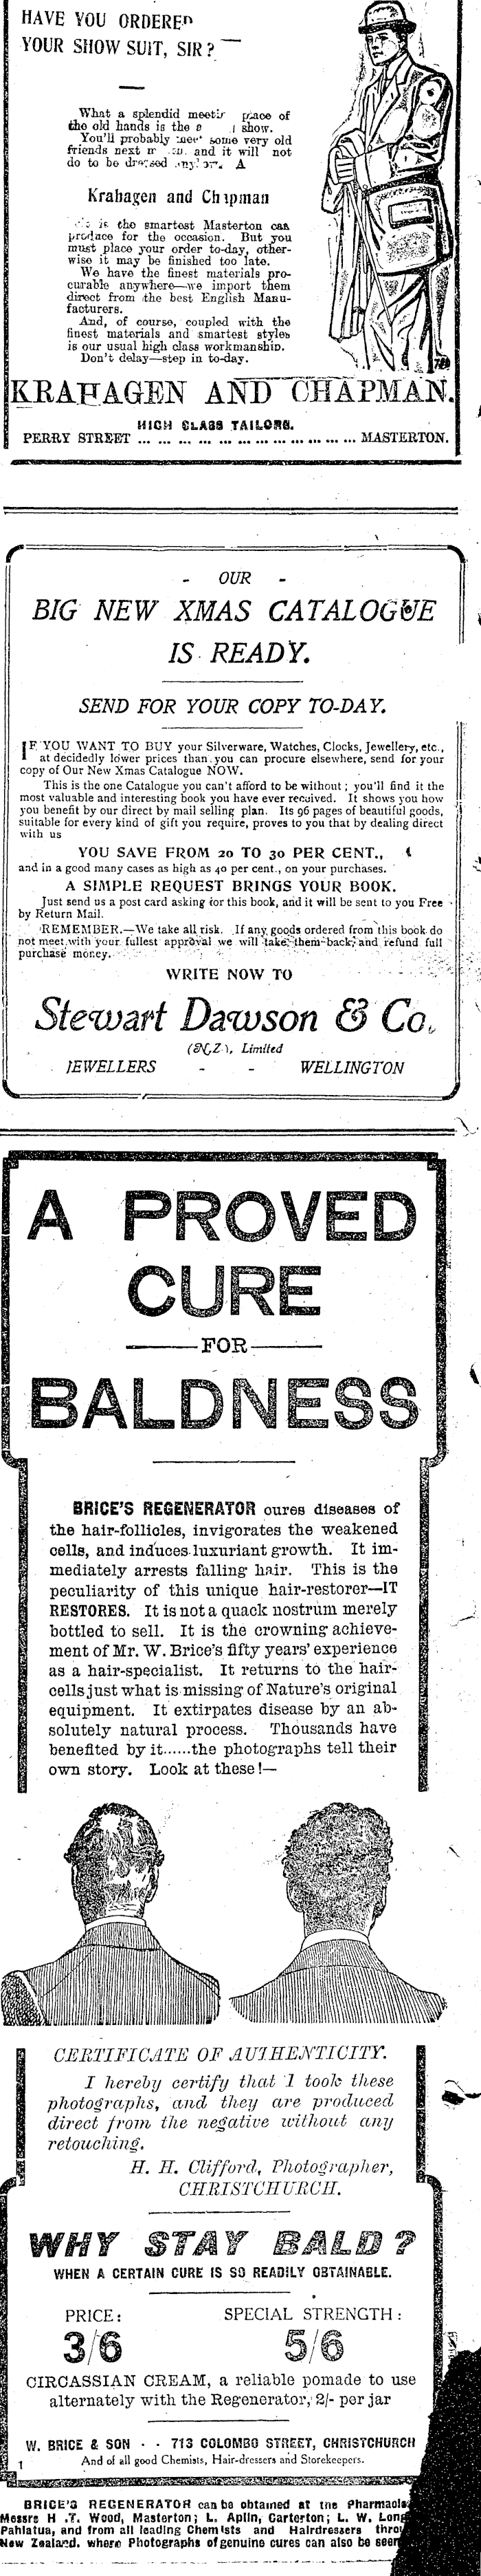 HAVE YOU ORDERED
YOUR SHOW SUIT, SIR? —
What a splendid place of
the old hands is the show.
You'll probably some very old
friends next and it will not
do to be A
Krahagen and Chapman
is the smartest Masterton can
produce for the occasion. But you
must place your order to-day, other-
wise it may be finished too late.
We have the finest materials pro-
curable anywhere—we import them
direct from the best English Manu-
facturers.
And, of course, coupled with the
finest materials and smartest styles
is our usual high class workmanship.
Don't delay—step in to-day.
KRAHAGEN AND CHAPMAN.
HIGH CLASS TAILORS.
PERRY STREET ... ... ... ... ... ... ... ... ... ... ... MASTERTON.
- OUR -
BIG NEW XMAS CATALOGUE
IS READY.
SEND FOR YOUR COPY TO-DAY.
IF YOU WANT TO BUY your Silverware, Watches, Clocks, Jewellery, etc.,
at decidedly lower prices than you can procure elsewhere, send for your
copy of Our New Xmas Catalogue NOW.
This is the one Catalogue you can't afford to be without; you'll find it the
most valuable and interesting book you have ever received. It shows you how
you benefit by our direct by mail selling plan. Its 96 pages of beautiful goods,
suitable for every kind of gift you require, proves to you that by dealing direct
with us
YOU SAVE FROM 20 TO 30 PER CENT.,
and in a good many cases as high as 40 per cent., on your purchases.
A SIMPLE REQUEST BRINGS YOUR BOOK.
Just send us a post card asking for this book, and it will be sent to you Free
by Return Mail.
REMEMBER.—We take all risk. If any goods ordered from this book do
not meet with your fullest approval we will take them back, and refund full
purchase money.
WRITE NOW TO
Stewart Dawson & Co.
(N.Z.), Limited
JEWELLERS - - WELLINGTON
A PROVED
CURE
—FOR—
BALDNESS
BRICE'S REGENERATOR cures diseases of
the hair-follicles, invigorates the weakened
cells, and induces luxuriant growth. It im-
mediately arrests falling hair. This is the
peculiarity of this unique hair-restorer—IT
RESTORES. It is not a quack nostrum merely
bottled to sell. It is the crowning achieve-
ment of Mr. W. Brice's fifty years' experience
as a hair-specialist. It returns to the hair-
cells just what is missing of Nature's original
equipment. It extirpates disease by an ab-
solutely natural process. Thousands have
benefited by it......the photographs tell their
own story. Look at these!—
CERTIFICATE OF AUTHENTICITY.
I hereby certify that I took these
photographs, and they are produced
direct from the negative without any
retouching.
H. H. Clifford, Photographer,
CHRISTCHURCH.
WHY STAY BALD?
WHEN A CERTAIN CURE IS SO READILY OBTAINABLE.
PRICE: SPECIAL STRENGTH:
3/6 5/6
CIRCASSIAN CREAM, a reliable pomade to use
alternately with the Regenerator, 2/- per jar
W. BRICE & SON - - 713 COLOMBO STREET, CHRISTCHURCH
1 And of all good Chemists, Hair-dressers and Storekeepers.
BRICE'S REGENERATOR can be obtained at the
Messrs H .T. Wood, Masterton; L. Aplin, Carterton; L. W.
Pahiatua, and from all leading Chemists and Hairdressers
New Zealand. where Photographs of genuine cures can also be